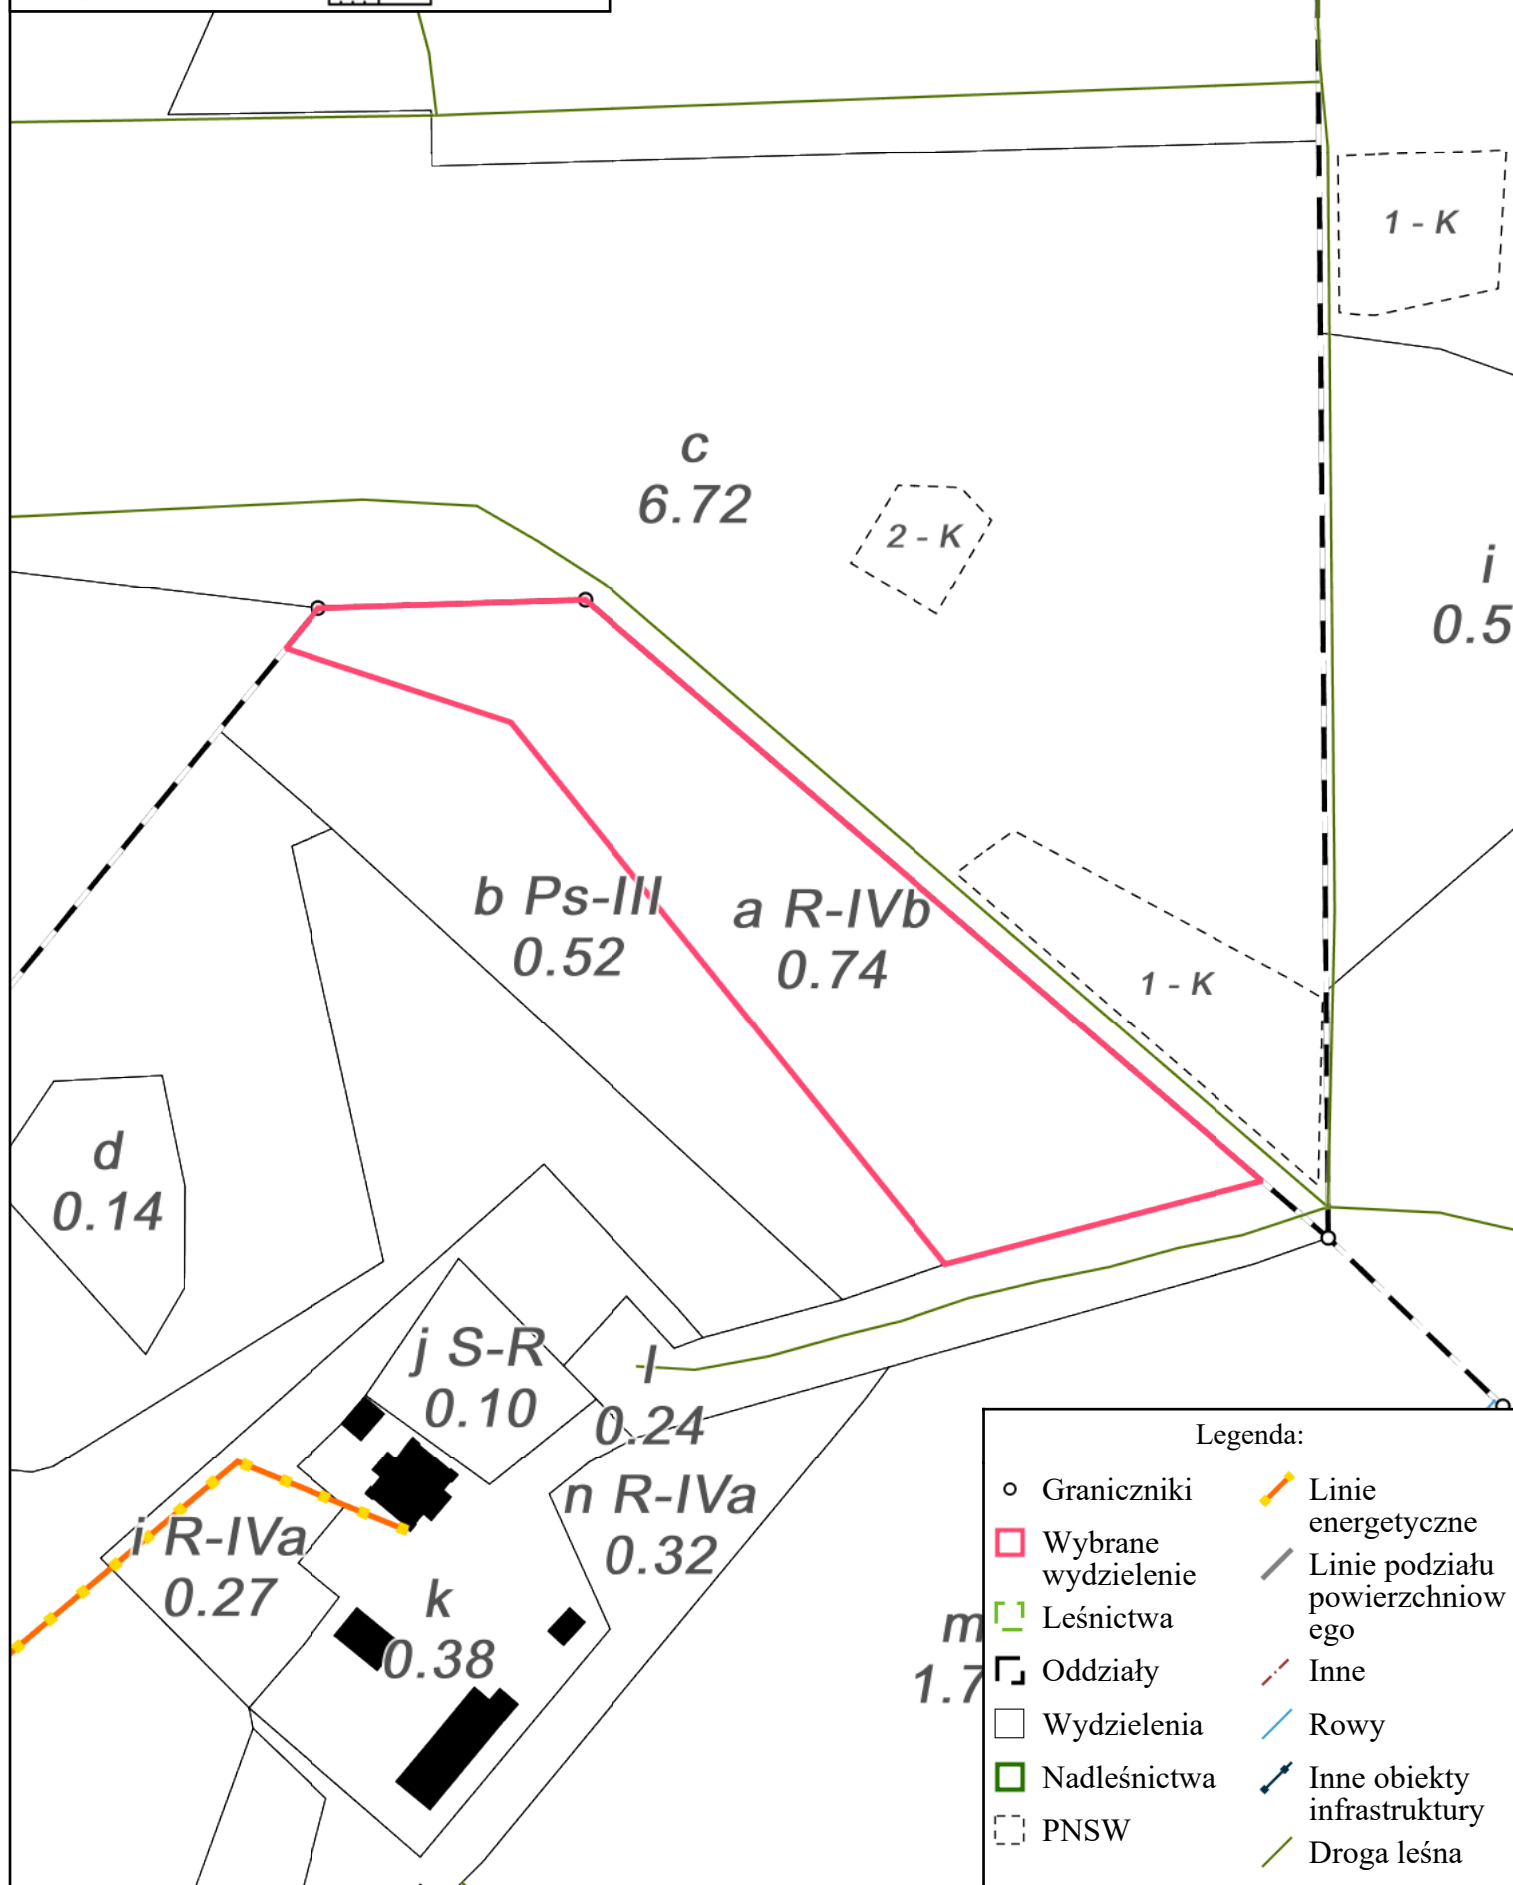 1 - K
c
6.72
2 - K
i
0.5
b Ps-III
0.52
a R-IVb
0.74
1 - K
d
0.14
j S-R
0.10
l
0.24
n R-IVa
0.32
i R-IVa
0.27
k
0.38
m
1.7
Legenda:
Graniczniki
Wybrane
wydzielenie
Leśnictwa
Oddziały
Wydzielenia
Nadleśnictwa
PNSW
Linie
energetyczne
Linie podziału
powierzchniow
ego
Inne
Rowy
Inne obiekty
infrastruktury
Droga leśna